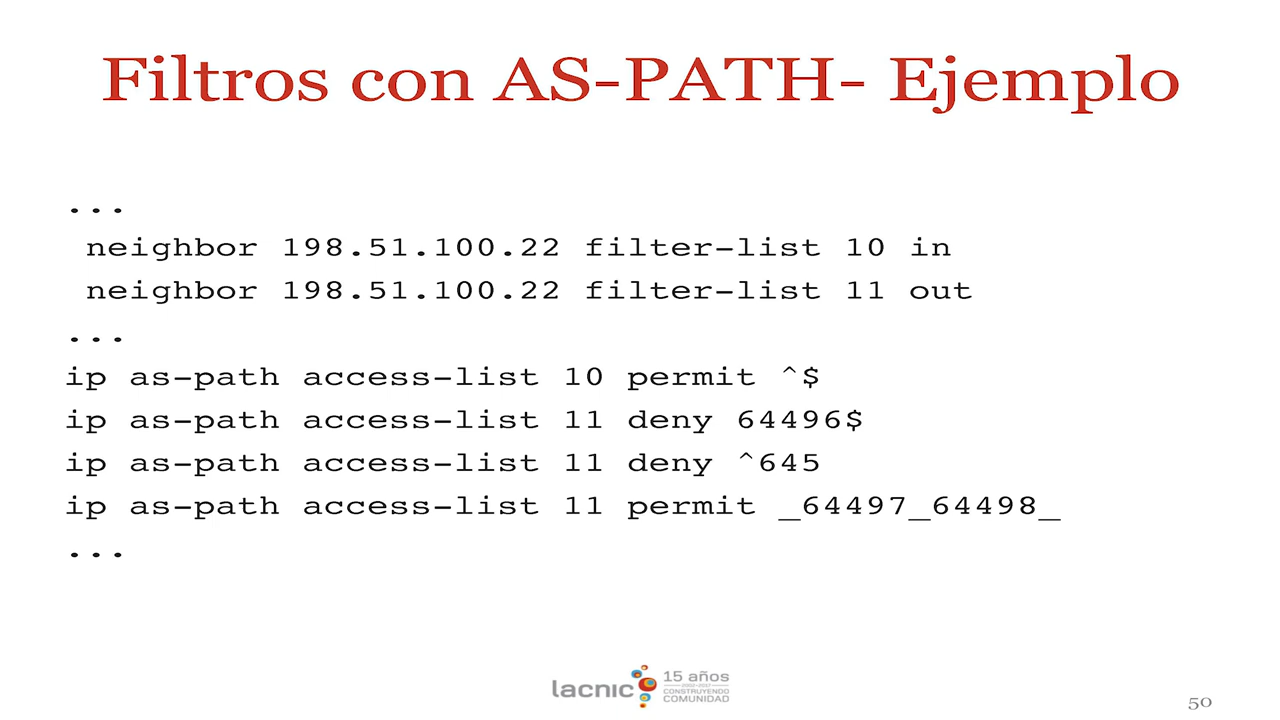 Filtros con AS-PATH- Ejemplo
...
neighbor 198.51.100.22 filter-list 10 in
neighbor 198.51.100.22 filter-list 11 out
...
ip as-path access-list 10 permit ^$
ip as-path access-list 11 deny 64496$
ip as-path access-list 11 deny ^645
ip as-path access-list 11 permit _64497_64498_
...
lacnic
15 años
2002-2017
CONSTRUYENDO
COMUNIDAD
50